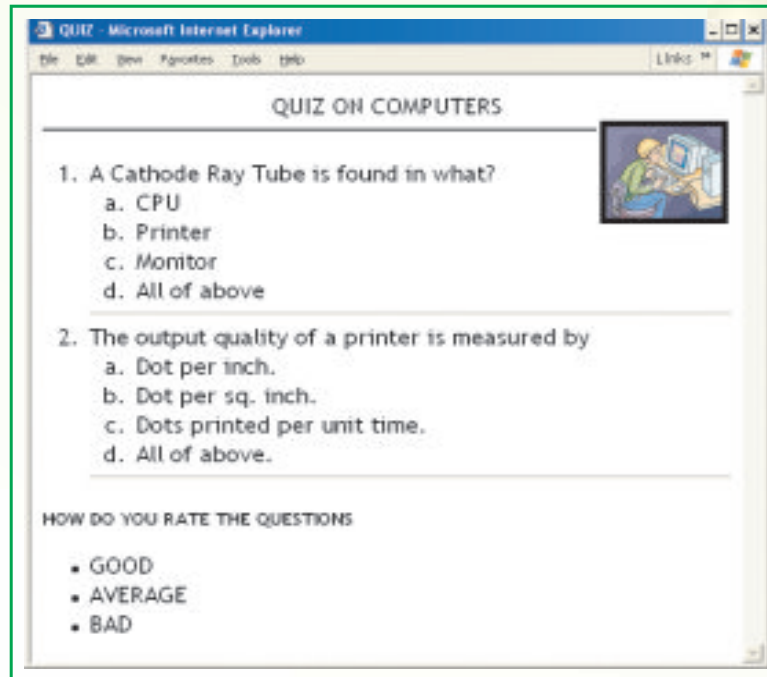 QUIZ - Microsoft Internet Explorer
File Edit View Favorites Tools Help Links »
QUIZ ON COMPUTERS
1. A Cathode Ray Tube is found in what?
a. CPU
b. Printer
c. Monitor
d. All of above
2. The output quality of a printer is measured by
a. Dot per inch.
b. Dot per sq. inch.
c. Dots printed per unit time.
d. All of above.
HOW DO YOU RATE THE QUESTIONS
• GOOD
• AVERAGE
• BAD